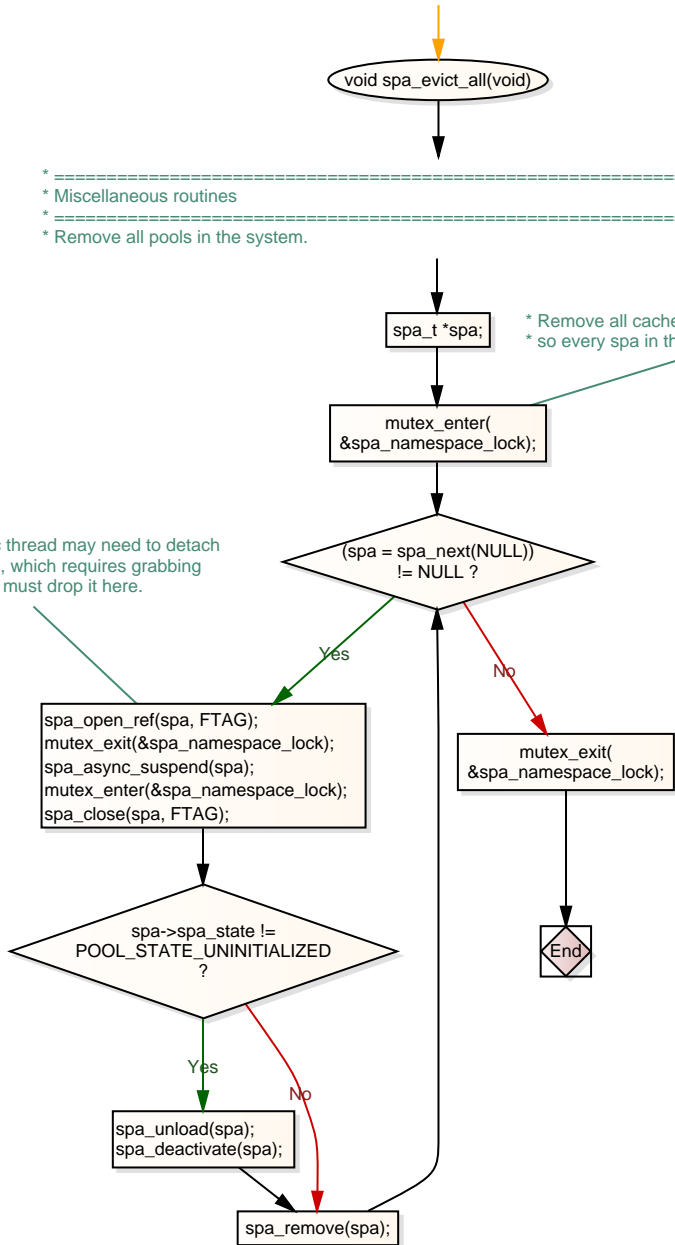 void spa_evict_all(void)
* =============================================================
* Miscellaneous routines
* =============================================================
* Remove all pools in the system.
spa_t *spa;
* Remove all cache
* so every spa in th
mutex_enter(
&spa_namespace_lock);
thread may need to detach
, which requires grabbing
must drop it here.
(spa = spa_next(NULL))
!= NULL ?
Yes
No
spa_open_ref(spa, FTAG);
mutex_exit(&spa_namespace_lock);
spa_async_suspend(spa);
mutex_enter(&spa_namespace_lock);
spa_close(spa, FTAG);
mutex_exit(
&spa_namespace_lock);
spa->spa_state !=
POOL_STATE_UNINITIALIZED
?
End
Yes
No
spa_unload(spa);
spa_deactivate(spa);
spa_remove(spa);